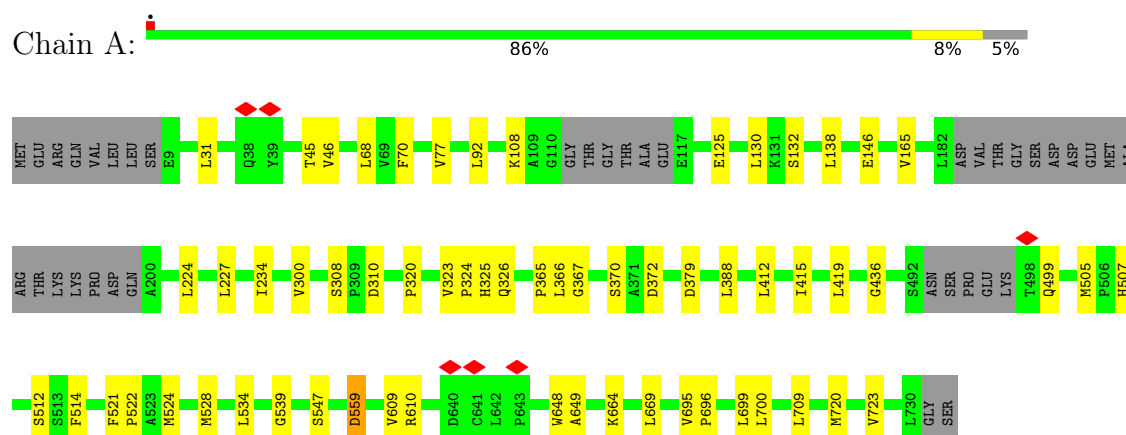 Chain A:
86% 8% 5%
MET GLU ARG GLN VAL LEU LEU SER E9 L31 Q38 Y39 T45 V46 L68 V69 F70 V77 L92 K108 A109 G110 GLY THR GLY THR ALA GLU E117 E125 L130 K131 S132 L138 E146 V165 L182 ASP VAL THR GLY SER ASP ASP GLU MET ALA
ARG THR LYS LYS PRO ASP GLN A200 L224 L227 I234 V300 S308 P309 D310 P320 V323 P324 H325 Q326 P365 L366 G367 S370 A371 D372 D379 L388 L412 I415 L419 G436 S492 ASN SER PRO GLU LYS T498 Q499 M505 P506 H507
S512 S513 F514 F521 P522 A523 M524 M528 L534 G539 S547 D559 V609 R610 D640 C641 L642 P643 W648 A649 K664 L669 V695 P696 L699 L700 L709 M720 V723 L730 GLY SER